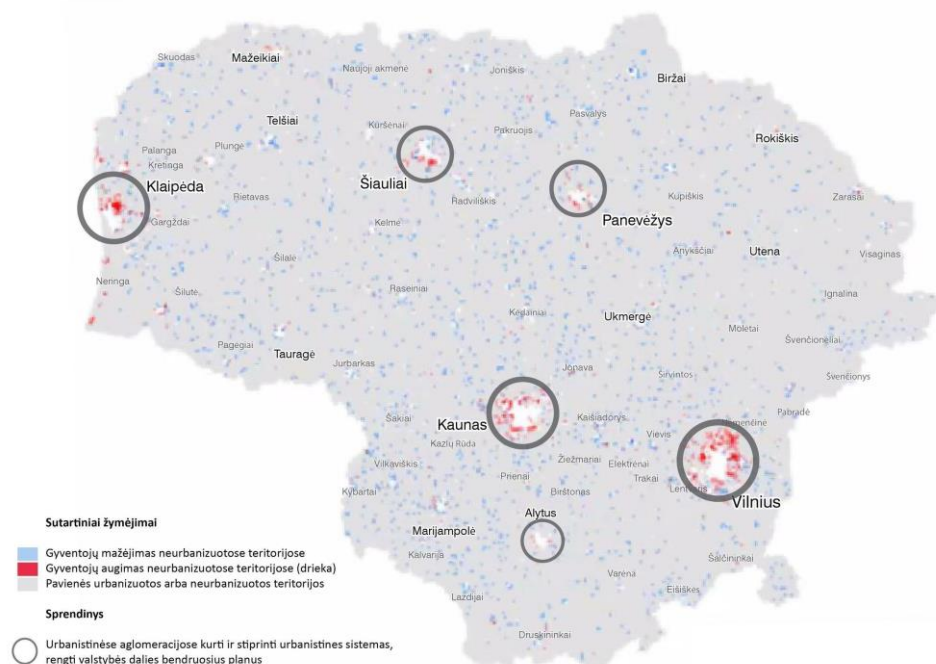 Skuodas
Mažeikiai
Naujoji akmenė
Joniškis
Biržai
Pasvalys
Telšiai
Kuršėnai
Pakruojis
Rokiškis
Palanga
Plungė
Kretinga
Klaipėda
Šiauliai
Rietavas
Radviliškis
Kupiškis
Zarasai
Gargždai
Kelmė
Panevėžys
Anykščiai
Utena
Visaginas
Šilalė
Neringa
Šilutė
Raseiniai
Ignalina
Kėdainiai
Ukmergė
Moletai
Švenčionėliai
Pagėgiai
Tauragė
Jurbarkas
Jonava
Širvintos
Švenčionys
Šakiai
Kaunas
Kaišiadorys
Pabradė
Kazlų Rūda
Vievis
Vilkaviškis
Žiežmariai
Elektrėnai
Prienai
Trakai
Kybartai
Birštonas
Lentvaris
Vilnius
Alytus
Marijampolė
Kalvarija
Šalčininkai
Varėna
Eišiškės
Lazdijai
Druskininkai
Sutartiniai žymėjimai
Gyventojų mažėjimas neurbanizuotose teritorijose
Gyventojų augimas neurbanizuotose teritorijose (drieka)
Pavienės urbanizuotos arba neurbanizuotos teritorijos
Sprendinys
Urbanistinėse aglomeracijose kurti ir stiprinti urbanistines sistemas,
rengti valstybės dalies bendruosius planus